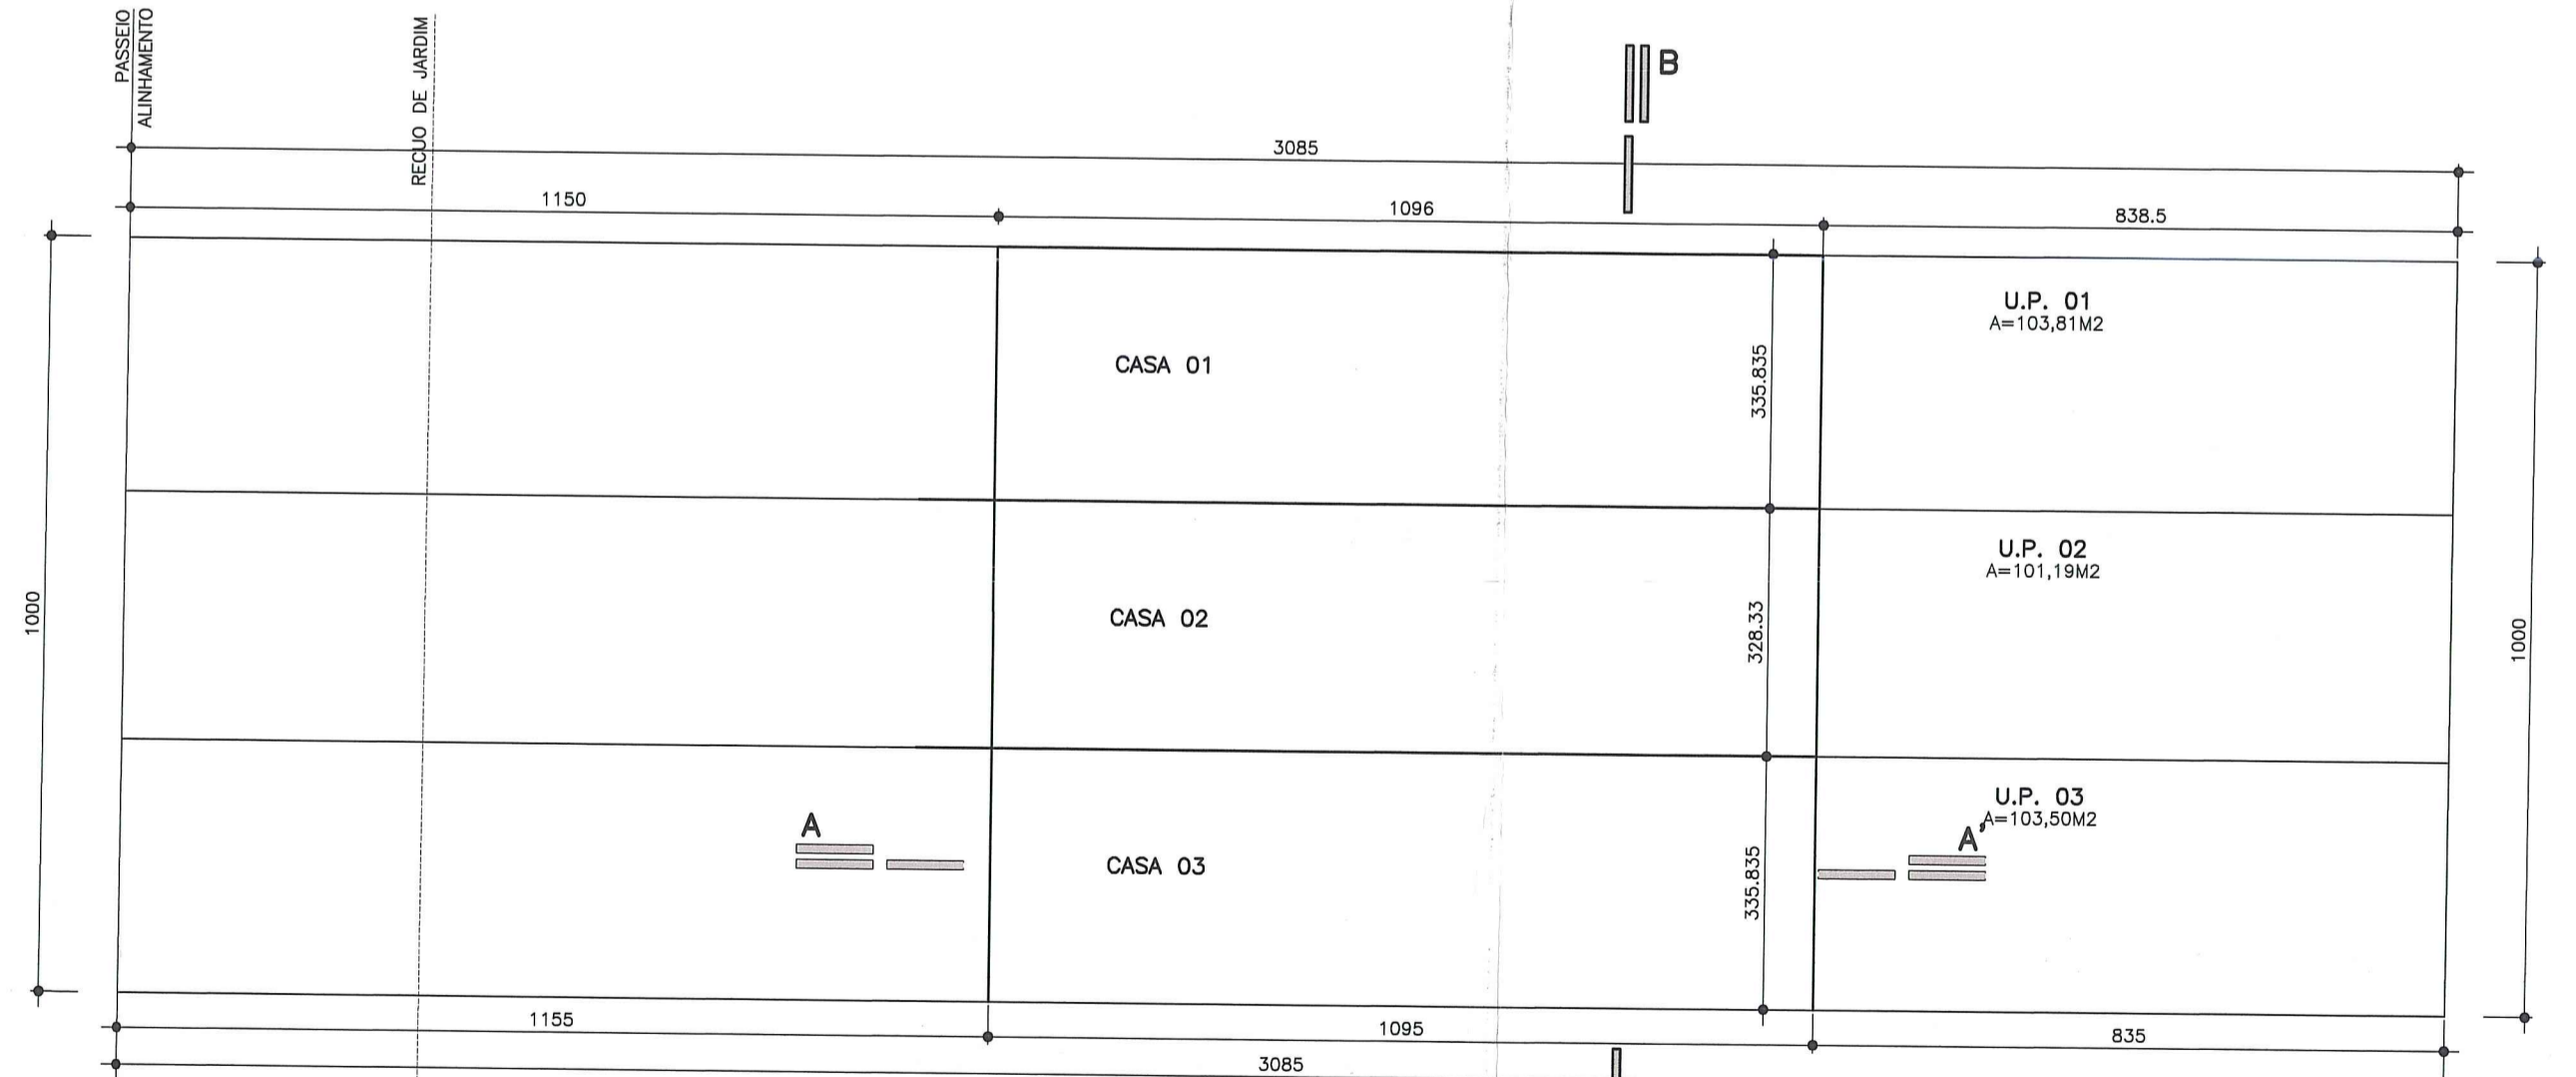 PASSEIO
ALINHAMENTO
RECUO DE JARDIM
B
3085
1150
1096
838.5
U.P. 01
A=103,81M2
335.835
CASA 01
U.P. 02
A=101,19M2
1000
328.33
CASA 02
1000
U.P. 03
A=103,50M2
A
A'
335.835
CASA 03
1155
1095
835
3085